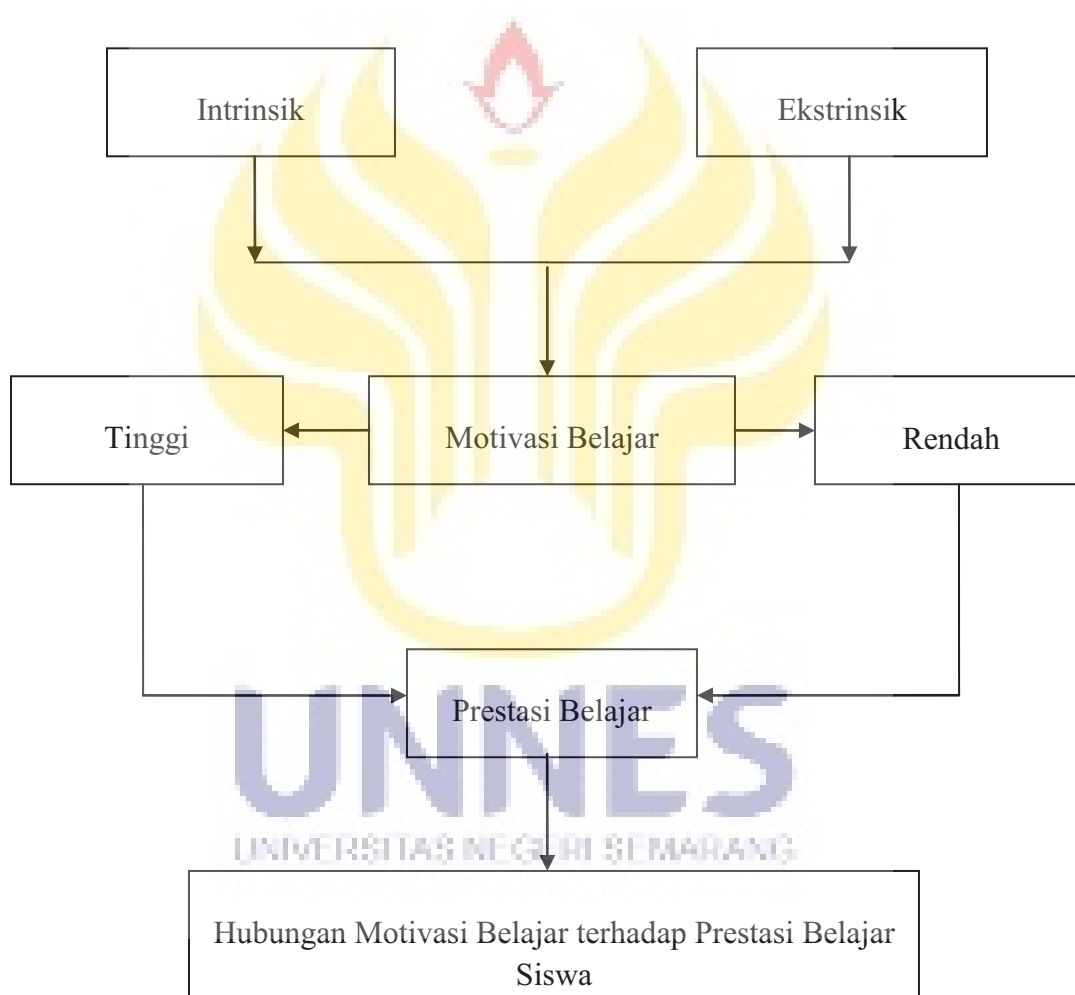 Intrinsik
Ekstrinsik
Tinggi
Motivasi Belajar
Rendah
Prestasi Belajar
UNNES
UNIVERSITAS NEGERI SEMARANG
Hubungan Motivasi Belajar terhadap Prestasi Belajar
Siswa